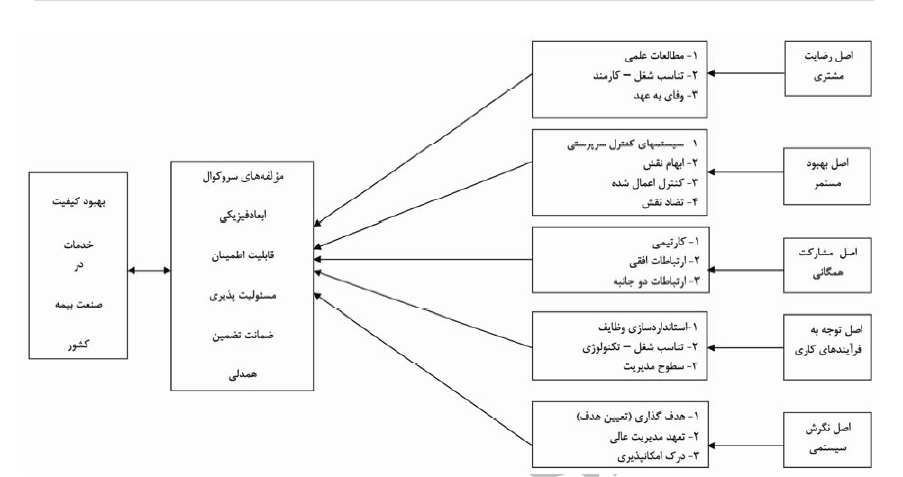 اصل رضایت
مشتری
۱- مطالعات علمی
۲- تناسب شغل – کارمند
۳- وفای به عهد
اصل بهبود
مستمر
۱- سیستمهای کنترل سرپرستی
۲- ابهام نقش
۳- کنترل اعمال شده
۴- تضاد نقش
اصل مشارکت
همگانی
۱- کارتیمی
۲- ارتباطات افقی
۳- ارتباطات دو جانبه
اصل توجه به
فرآیندهای کاری
۱-استانداردسازی وظایف
۲- تناسب شغل – تکنولوژی
۳- سطوح مدیریت
اصل نگرش
سیستمی
۱- هدف گذاری (تعیین هدف)
۲- تعهد مدیریت عالی
۳- درک امکانپذیری
مؤلفه‌های سروکوال
ابعادفیزیکی
قابلیت اطمینان
مسئولیت پذیری
ضمانت تضمین
همدلی
بهبود کیفیت
خدمات
در
صنعت بیمه
کشور